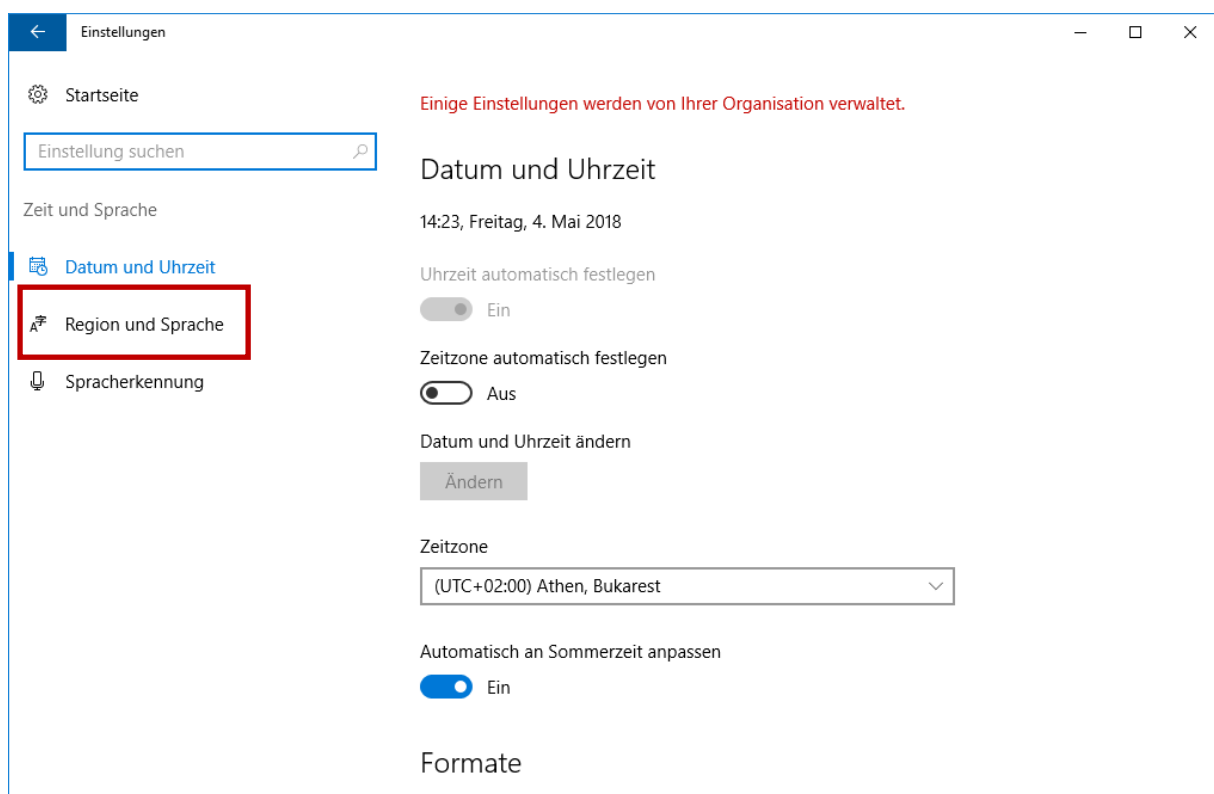 Einstellungen
Startseite
Einstellung suchen
Zeit und Sprache
Datum und Uhrzeit
Region und Sprache
Spracherkennung
Einige Einstellungen werden von Ihrer Organisation verwaltet.
Datum und Uhrzeit
14:23, Freitag, 4. Mai 2018
Uhrzeit automatisch festlegen
Ein
Zeitzone automatisch festlegen
Aus
Datum und Uhrzeit ändern
Ändern
Zeitzone
(UTC+02:00) Athen, Bukarest
Automatisch an Sommerzeit anpassen
Ein
Formate